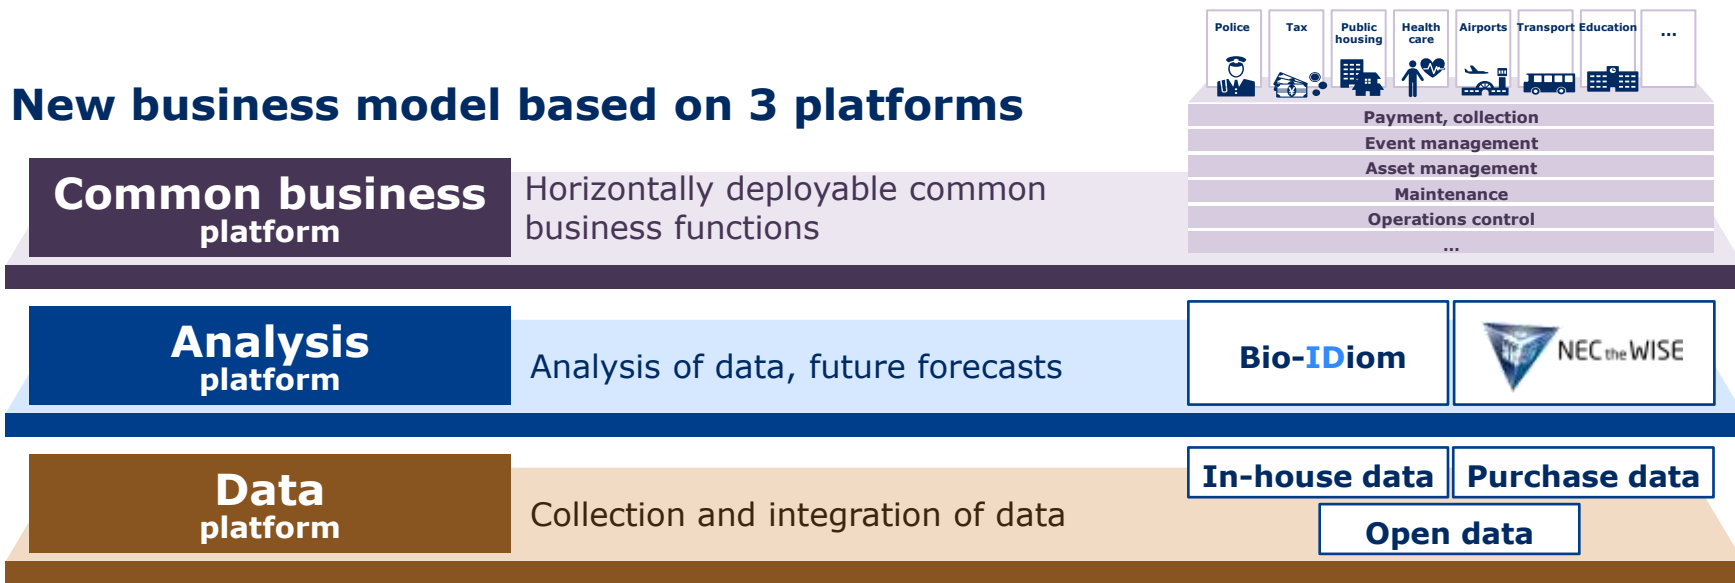 New business model based on 3 platforms
Police
Tax
Public
housing
Health
care
Airports
Transport
Education
...
Payment, collection
Event management
Asset management
Maintenance
Operations control
...
Common business
platform
Horizontally deployable common
business functions
Analysis
platform
Analysis of data, future forecasts
Bio-IDiom
NEC the WISE
Data
platform
Collection and integration of data
In-house data
Purchase data
Open data